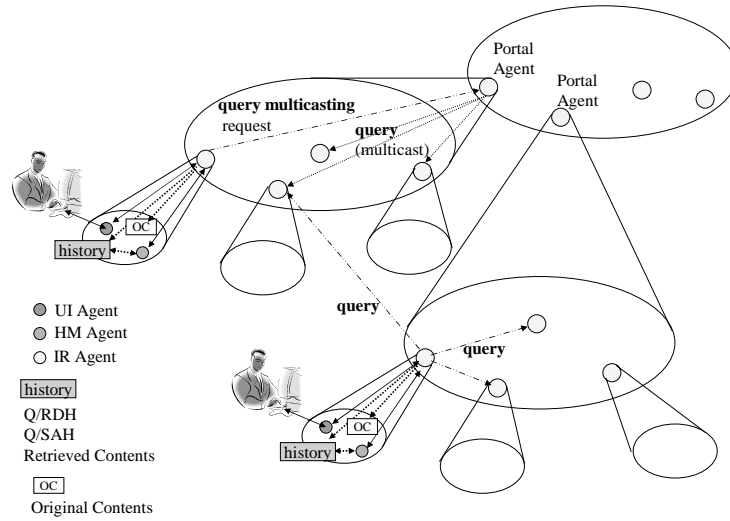 Portal
Agent
Portal
Agent
query multicasting
request
query
(multicast)
OC
history
UI Agent
HM Agent
IR Agent
query
query
history
Q/RDH
Q/SAH
Retrieved Contents
OC
Original Contents
OC
history